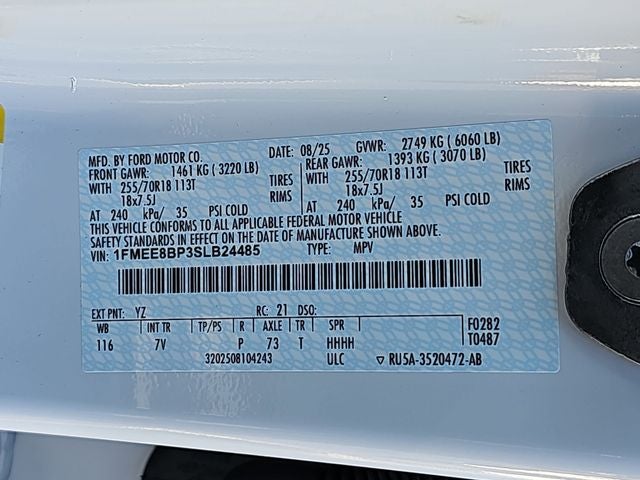 MFD. BY FORD MOTOR CO. DATE: 08/25 GVWR: 2749 KG ( 6060 LB)
FRONT GAWR: 1461 KG ( 3220 LB) REAR GAWR: 1393 KG ( 3070 LB)
WITH 255/70R18 113T TIRES WITH 255/70R18 113T TIRES
18x7.5J RIMS 18x7.5J RIMS
AT 240 kPa/ 35 PSI COLD AT 240 kPa/ 35 PSI COLD
THIS VEHICLE CONFORMS TO ALL APPLICABLE FEDERAL MOTOR VEHICLE
SAFETY STANDARDS IN EFFECT ON THE DATE OF MANUFACTURE SHOWN ABOVE.
VIN: 1FMEE8BP3SLB24485 TYPE: MPV
EXT PNT: YZ RC: 21 DSO:
WB INT TR TP/PS R AXLE TR SPR F0282
116 7V P 73 T HHHH T0487
3202508104243 ULC RU5A-3520472-AB